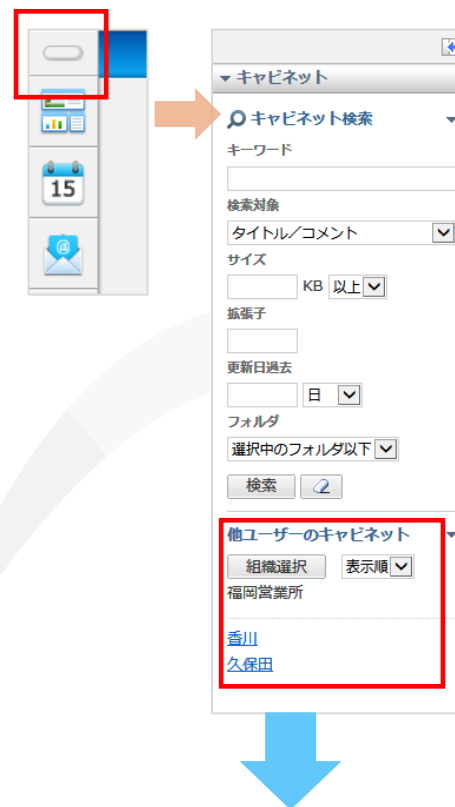 15
@
キャビネット
キャビネット検索
キーワード
検索対象
タイトル／コメント
サイズ
KB 以上
拡張子
更新日過去
日
フォルダ
選択中のフォルダ以下
検索
他ユーザーのキャビネット
組織選択 表示順
福岡営業所
香川
久保田